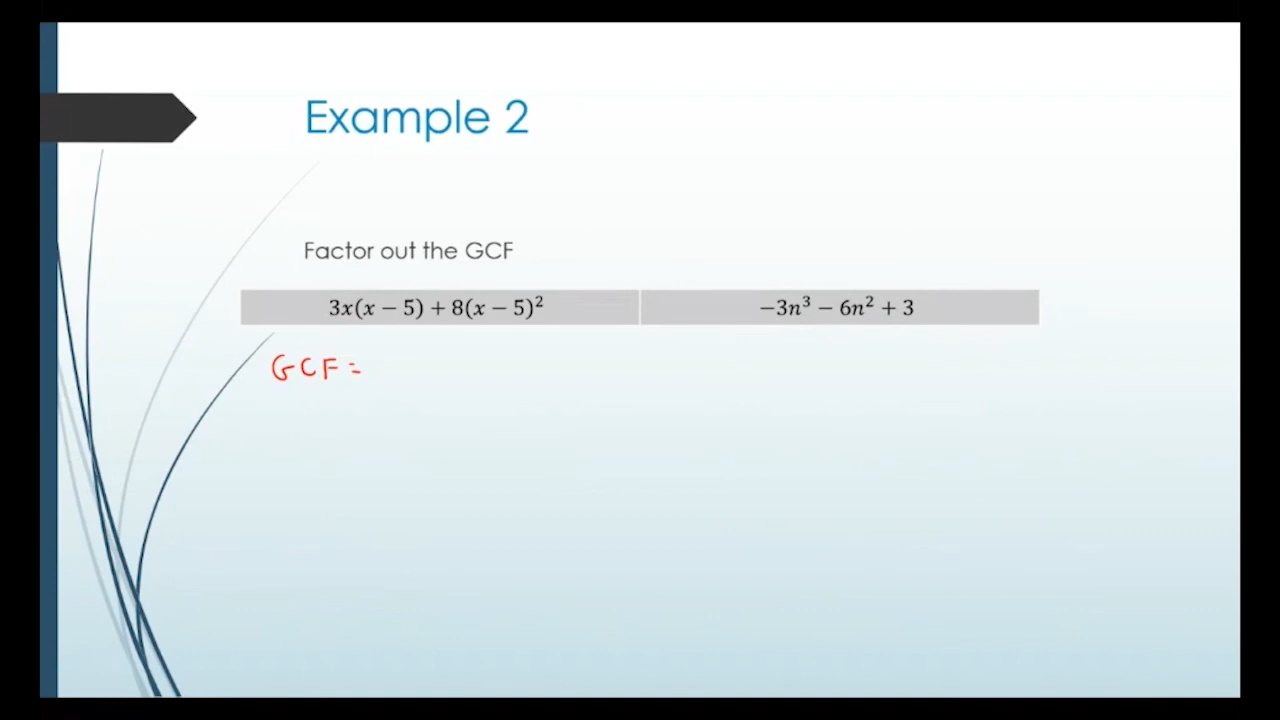 Example 2
Factor out the GCF
3x(x − 5) + 8(x − 5)²
−3n³ − 6n² + 3
GCF =